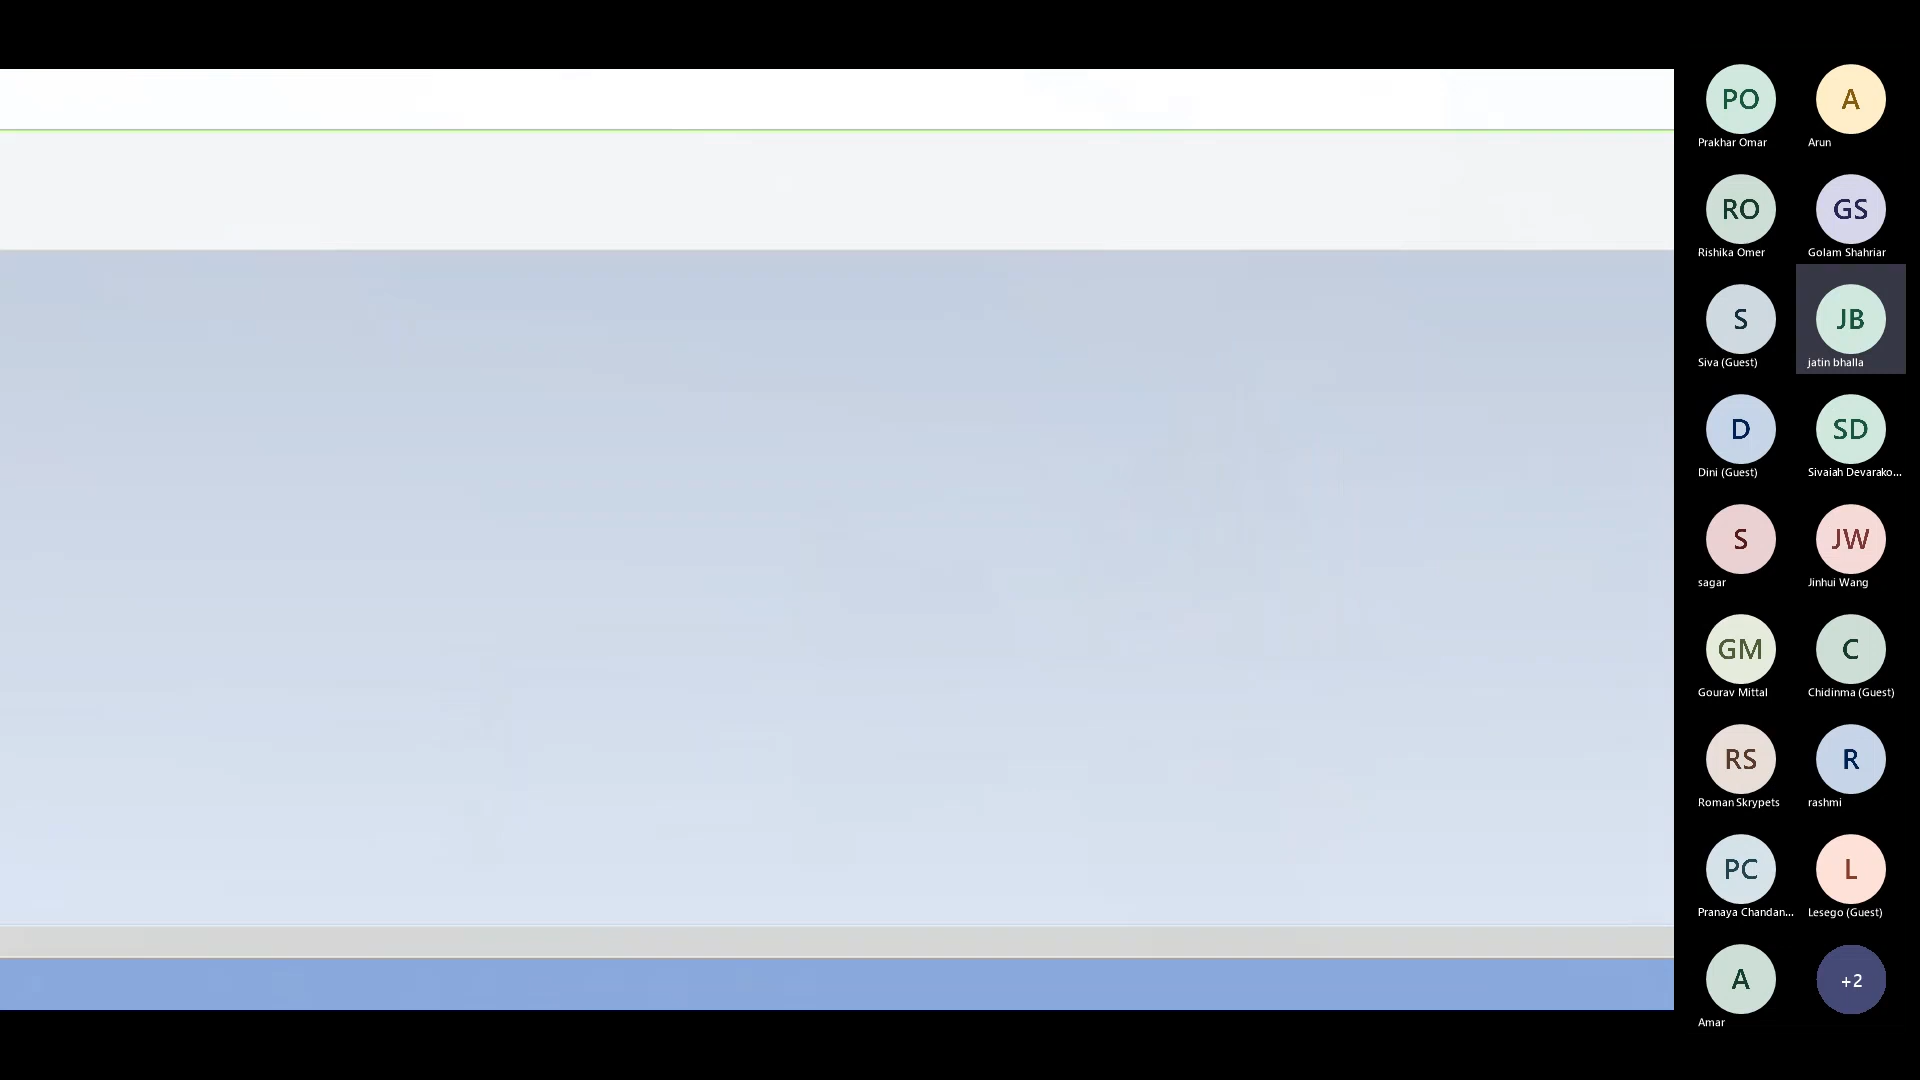 PO
Prakhar Omar
A
Arun
RO
Rishika Omer
GS
Golam Shahriar
S
Siva (Guest)
JB
jatin bhalla
D
Dini (Guest)
SD
Sivaiah Devarako...
S
sagar
JW
Jinhui Wang
GM
Gourav Mittal
C
Chidinma (Guest)
RS
Roman Skrypets
R
rashmi
PC
Pranaya Chandan...
L
Lesego (Guest)
A
Amar
+2